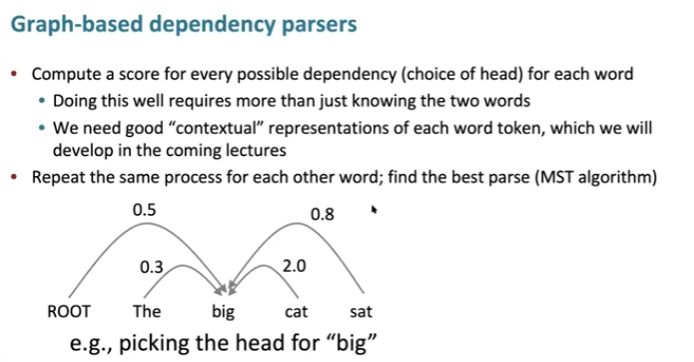 Graph-based dependency parsers
• Compute a score for every possible dependency (choice of head) for each word
• Doing this well requires more than just knowing the two words
• We need good “contextual” representations of each word token, which we will
develop in the coming lectures
• Repeat the same process for each other word; find the best parse (MST algorithm)
0.5 0.8
0.3 2.0
ROOT The big cat sat
e.g., picking the head for “big”